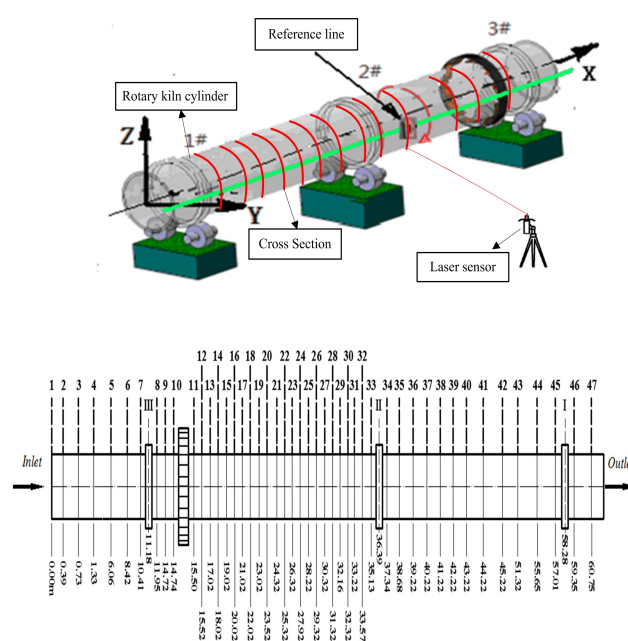 Reference line
3#
2#
X
Rotary kiln cylinder
Z
1#
Y
Cross Section
Laser sensor
12 14 16 18 20 22 24 26 28 30 32
1 2 3 4 5 6 7 III 8 9 10 11 13 15 17 19 21 23 25 27 29 31 33 II 34 35 36 37 38 39 40 41 42 43 44 45 I 46 47
Inlet
Outle
0.00m 0.39 0.73 1.33 6.06 8.42 10.41 11.18 11.95 14.72 14.74 15.50 17.02 19.02 21.02 23.02 24.32 26.32 28.22 30.32 32.16 33.22 35.13 36.39 37.34 38.68 39.22 40.22 41.22 42.22 43.22 44.22 45.22 51.32 55.65 57.01 58.28 59.35 60.75
15.52 18.02 20.02 22.02 23.52 25.32 27.92 29.32 31.32 32.32 33.57